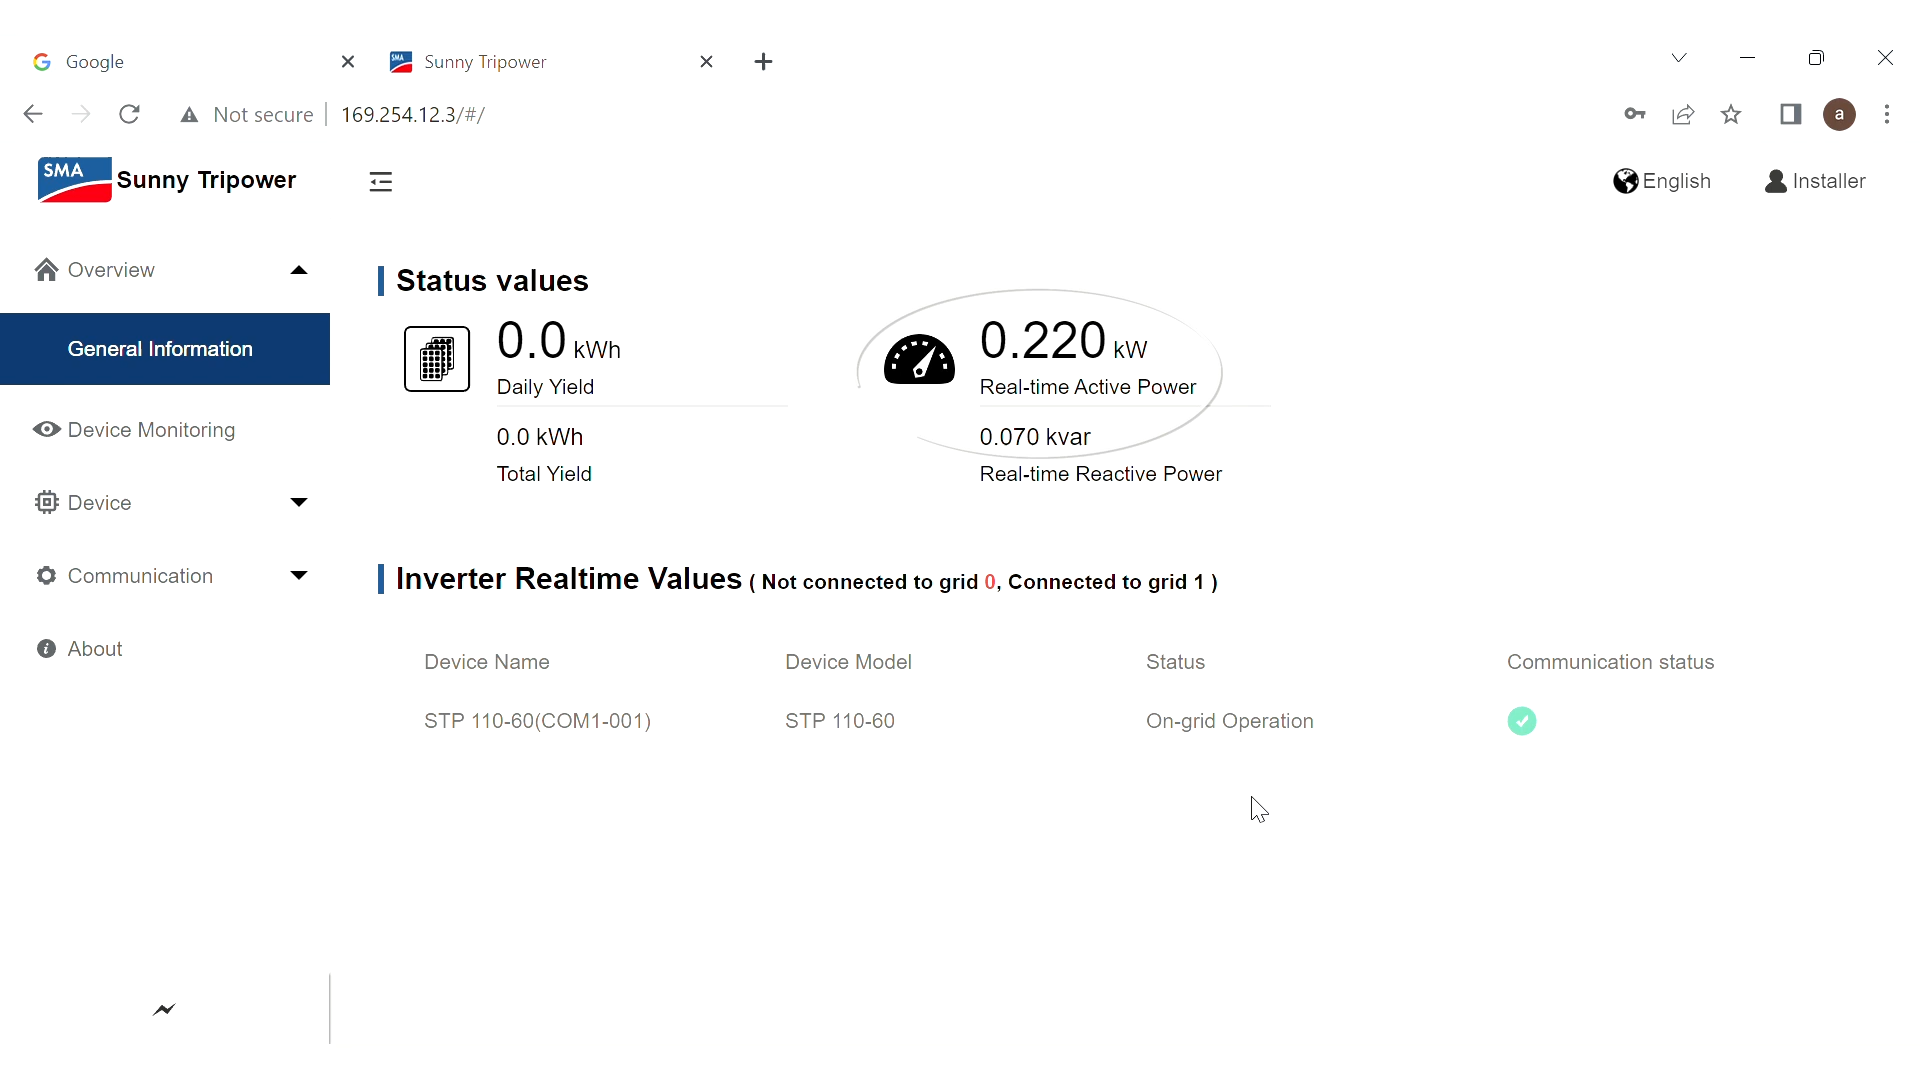 Google
Sunny Tripower
Not secure
169.254.12.3/#/
a
SMA
Sunny Tripower
English
Installer
Overview
General Information
Device Monitoring
Device
Communication
About
Status values
0.0 kWh
Daily Yield
0.0 kWh
Total Yield
0.220 kW
Real-time Active Power
0.070 kvar
Real-time Reactive Power
Inverter Realtime Values ( Not connected to grid 0, Connected to grid 1 )
Device Name Device Model Status Communication status
STP 110-60(COM1-001) STP 110-60 On-grid Operation